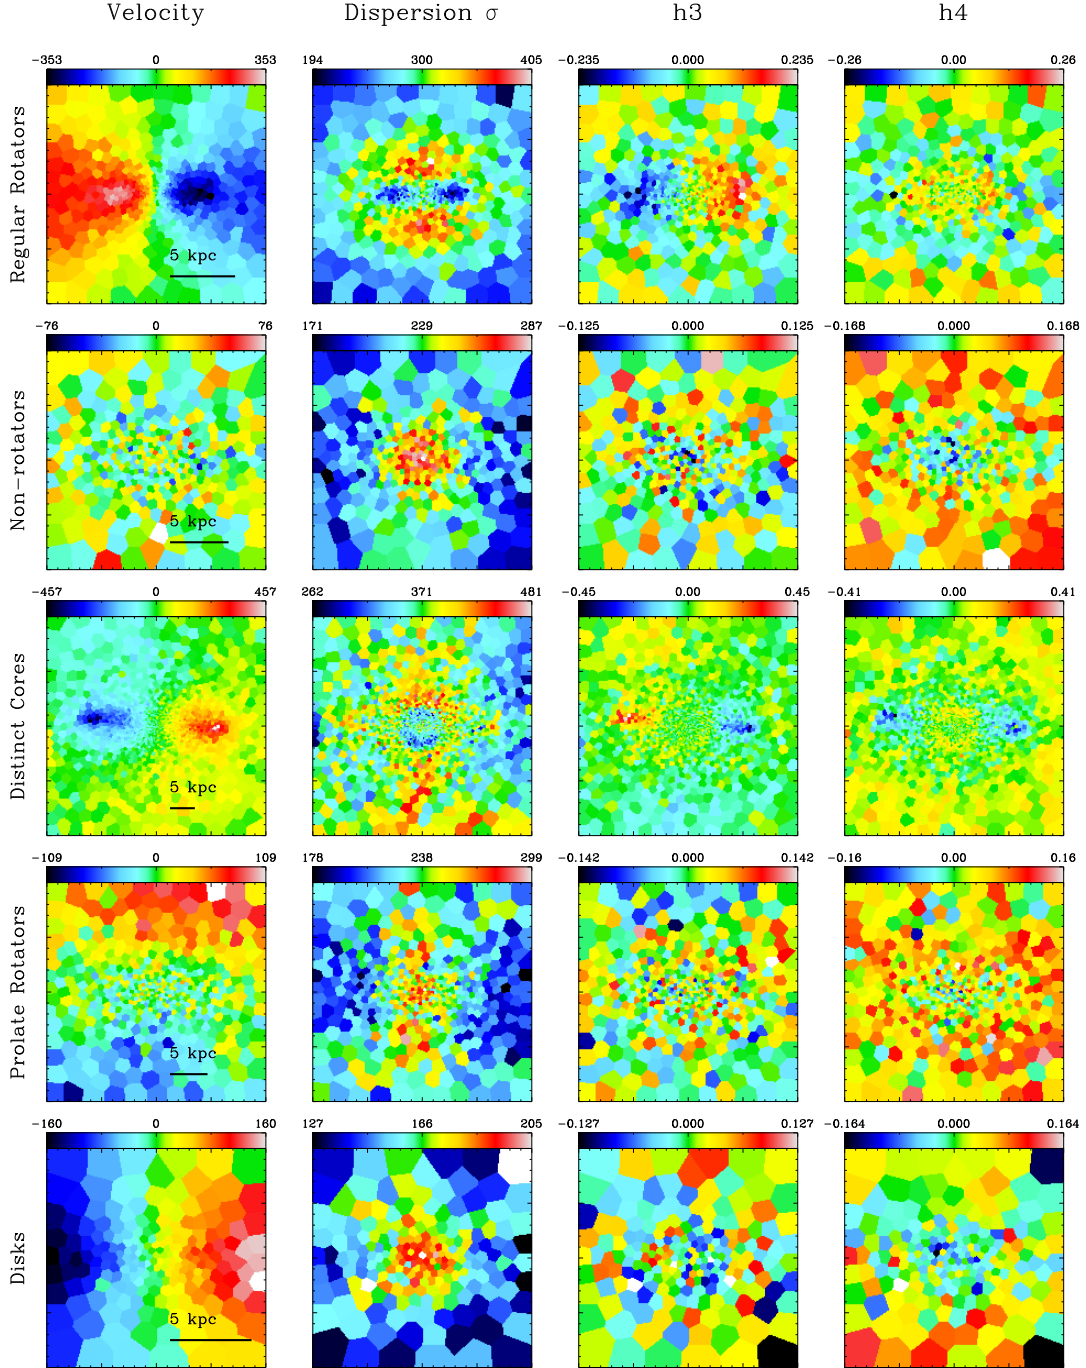 Velocity Dispersion σ h3 h4
-353 0 353 194 300 405 -0.235 0.000 0.235 -0.26 0.00 0.26
Regular Rotators
5 kpc
-76 0 76 171 229 287 -0.125 0.000 0.125 -0.168 0.000 0.168
Non-rotators
5 kpc
-457 0 457 262 371 481 -0.45 0.00 0.45 -0.41 0.00 0.41
Distinct Cores
5 kpc
-109 0 109 178 238 299 -0.142 0.000 0.142 -0.16 0.00 0.16
Prolate Rotators
5 kpc
-160 0 160 127 166 205 -0.127 0.000 0.127 -0.164 0.000 0.164
Disks
5 kpc